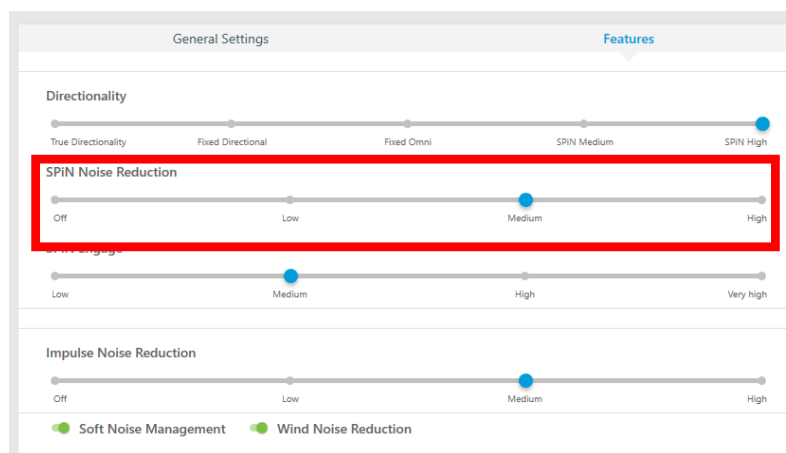 General Settings Features
Directionality
True Directionality Fixed Directional Fixed Omni SPiN Medium SPiN High
SPiN Noise Reduction
Off Low Medium High
SPiN Engage
Low Medium High Very high
Impulse Noise Reduction
Off Low Medium High
Soft Noise Management Wind Noise Reduction